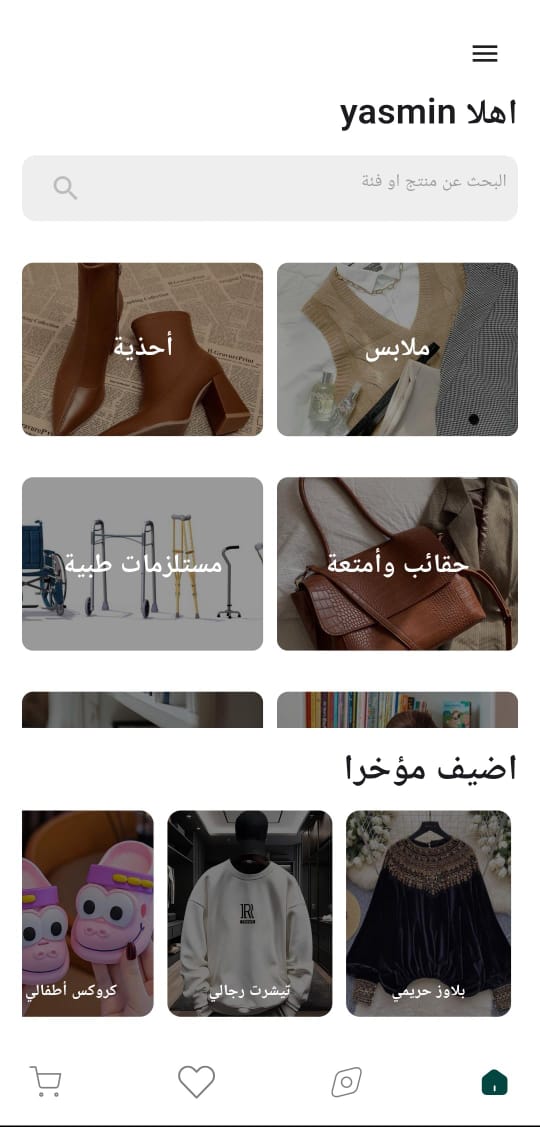 اهلا yasmin
البحث عن منتج او فئة
ملابس
أحذية
حقائب وأمتعة
مستلزمات طبية
اضيف مؤخرا
بلاوز حريمي
تيشرت رجالي
كروكس أطفالي